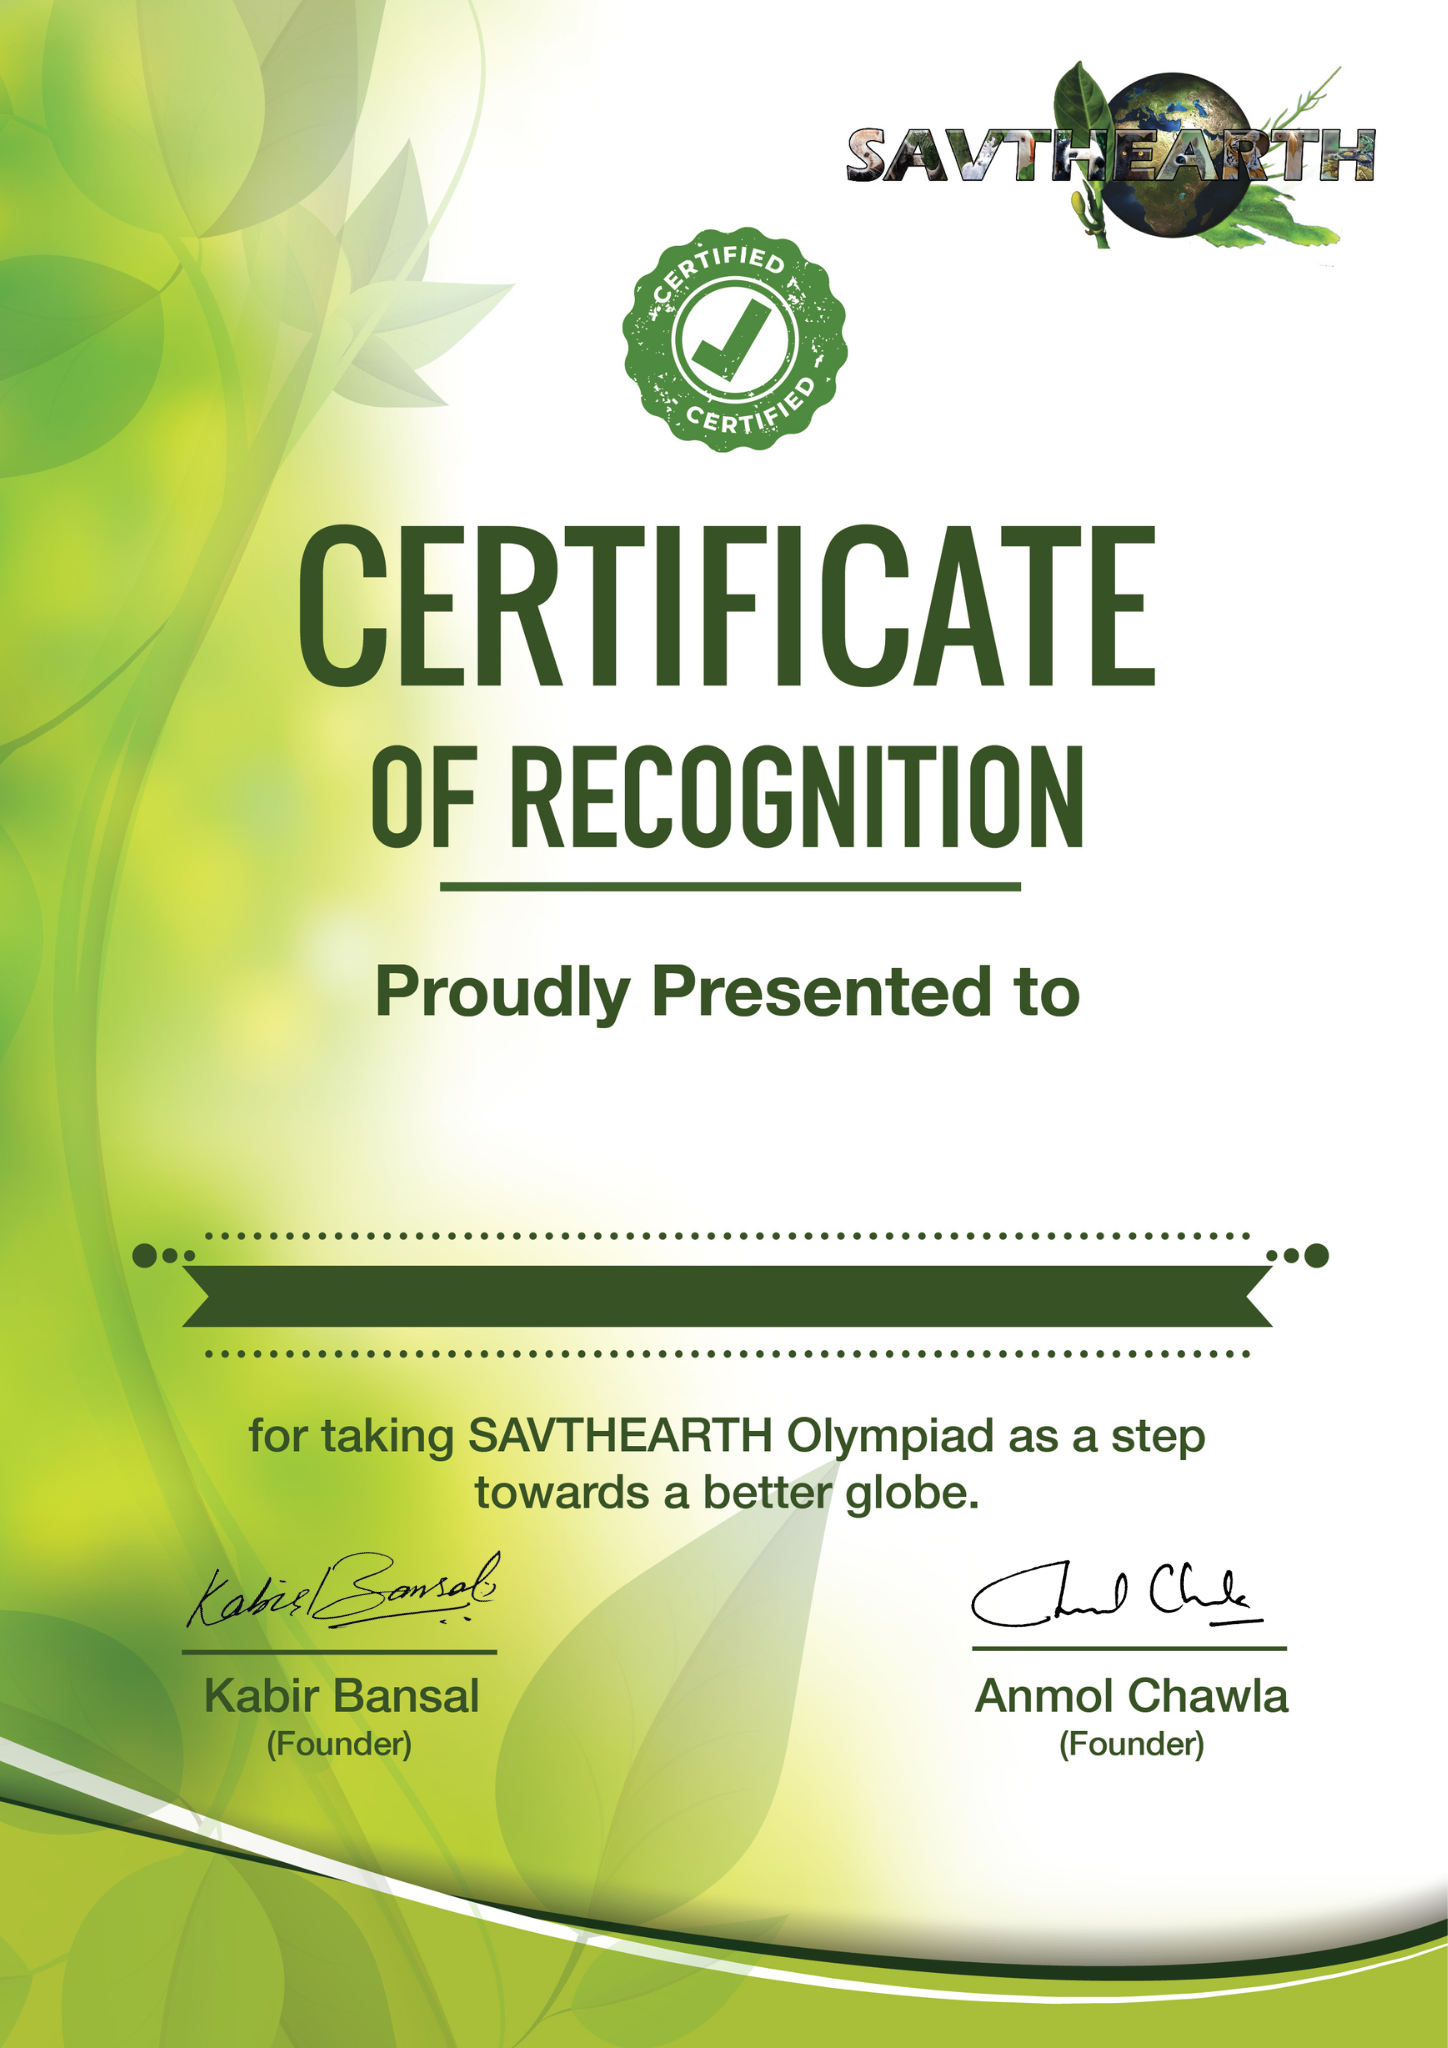 SAVTHEARTH
CERTIFIED
CERTIFIED
CERTIFICATE
OF RECOGNITION
Proudly Presented to
for taking SAVTHEARTH Olympiad as a step
towards a better globe.
Kabir Bansal
Kabir Bansal
(Founder)
Anmol Chawla
(Founder)